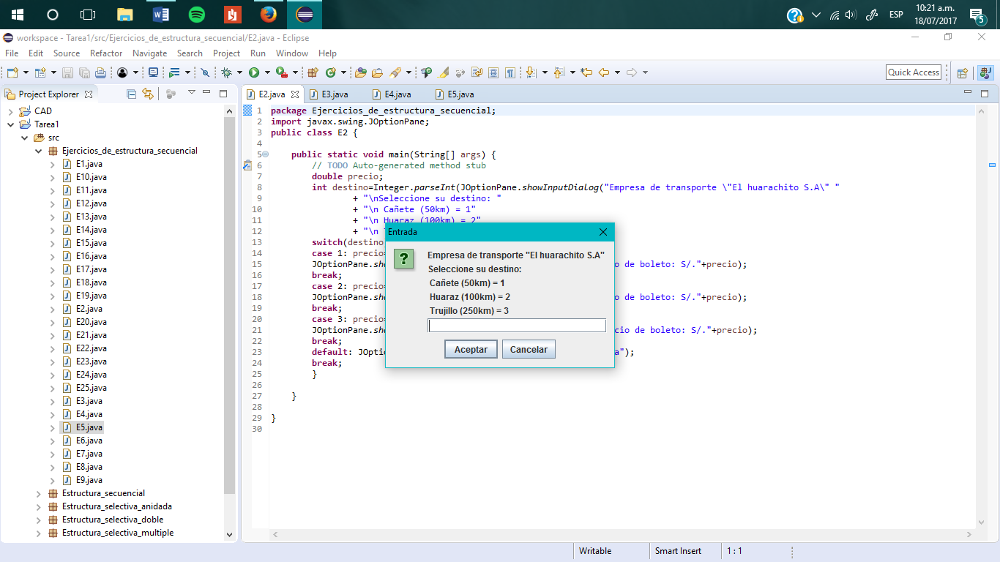 ESP
10:21 a.m.
18/07/2017
5
workspace - Tarea1/src/Ejercicios_de_estructura_secuencial/E2.java - Eclipse
File Edit Source Refactor Navigate Search Project Run Window Help
Quick Access
Project Explorer
CAD
Tarea1
src
Ejercicios_de_estructura_secuencial
E1.java
E10.java
E11.java
E12.java
E13.java
E14.java
E15.java
E16.java
E17.java
E18.java
E19.java
E2.java
E20.java
E21.java
E22.java
E23.java
E24.java
E25.java
E3.java
E4.java
E5.java
E6.java
E7.java
E8.java
E9.java
Estructura_secuencial
Estructura_selectiva_anidada
Estructura_selectiva_doble
Estructura_selectiva_multiple
E2.java E3.java E4.java E5.java
1 package Ejercicios_de_estructura_secuencial;
2 import javax.swing.JOptionPane;
3 public class E2 {
4
5 public static void main(String[] args) {
6 // TODO Auto-generated method stub
7 double precio;
8 int destino=Integer.parseInt(JOptionPane.showInputDialog("Empresa de transporte \"El huarachito S.A\" "
9 + "\nSeleccione su destino: "
10 + "\n Cañete (50km) = 1"
11 + "\n Huaraz (100km) = 2"
12 + "\n
13 switch(destino
14 case 1: precio=
15 JOptionPane.sho o de boleto: S/."+precio);
16 break;
17 case 2: precio=
18 JOptionPane.sho o de boleto: S/."+precio);
19 break;
20 case 3: precio=
21 JOptionPane.sho cio de boleto: S/."+precio);
22 break;
23 default: JOptio a");
24 break;
25 }
26
27 }
28
29 }
30
Entrada
Empresa de transporte "El huarachito S.A"
Seleccione su destino:
Cañete (50km) = 1
Huaraz (100km) = 2
Trujillo (250km) = 3
Aceptar Cancelar
Writable Smart Insert 1 : 1